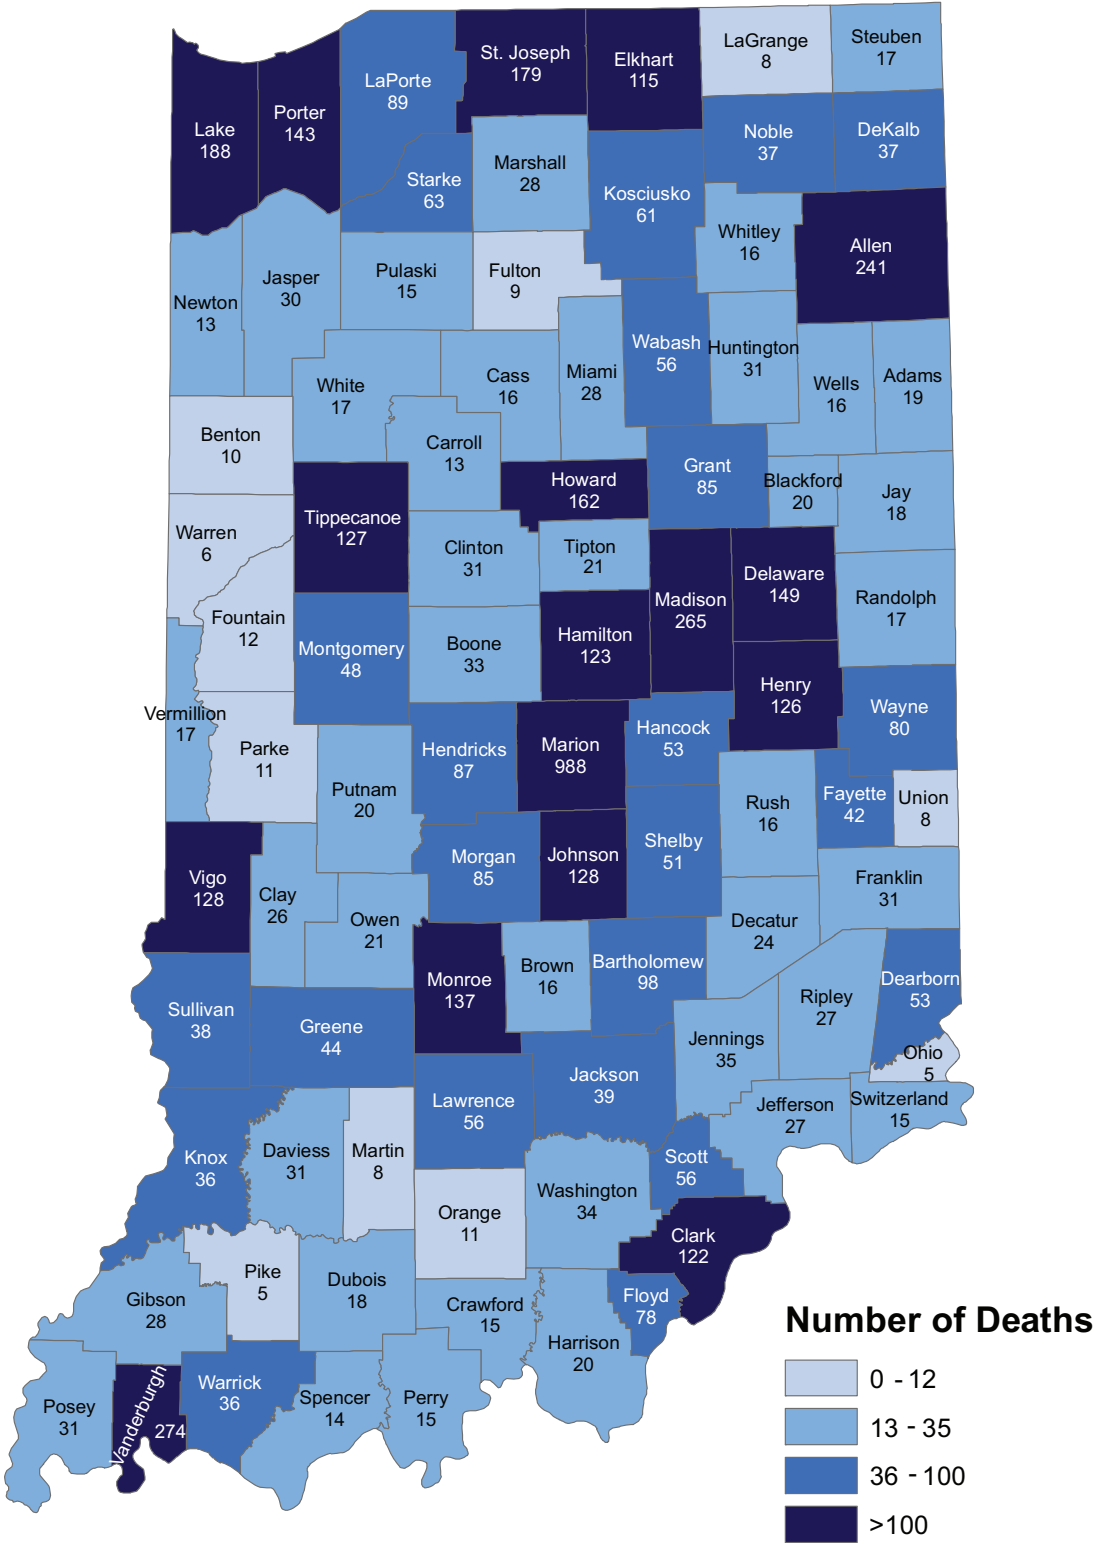 LaGrange
8
Steuben
17
St. Joseph
179
Elkhart
115
LaPorte
89
Porter
143
Lake
188
Noble
37
DeKalb
37
Marshall
28
Starke
63
Kosciusko
61
Whitley
16
Allen
241
Fulton
9
Pulaski
15
Jasper
30
Newton
13
Wabash
56
Huntington
31
Miami
28
Cass
16
White
17
Wells
16
Adams
19
Benton
10
Carroll
13
Grant
85
Howard
162
Blackford
20
Jay
18
Warren
6
Tippecanoe
127
Clinton
31
Tipton
21
Delaware
149
Madison
265
Randolph
17
Fountain
12
Montgomery
48
Boone
33
Hamilton
123
Henry
126
Wayne
80
Vermillion
17
Parke
11
Hendricks
87
Marion
988
Hancock
53
Putnam
20
Rush
16
Fayette
42
Union
8
Morgan
85
Johnson
128
Shelby
51
Vigo
128
Clay
26
Franklin
31
Owen
21
Decatur
24
Monroe
137
Brown
16
Bartholomew
98
Dearborn
53
Ripley
27
Sullivan
38
Greene
44
Jennings
35
Ohio
5
Jackson
39
Lawrence
56
Jefferson
27
Switzerland
15
Knox
36
Daviess
31
Martin
8
Scott
56
Washington
34
Orange
11
Clark
122
Pike
5
Dubois
18
Gibson
28
Crawford
15
Floyd
78
Harrison
20
Posey
31
Vanderburgh
274
Warrick
36
Spencer
14
Perry
15
Number of Deaths
0 - 12
13 - 35
36 - 100
>100